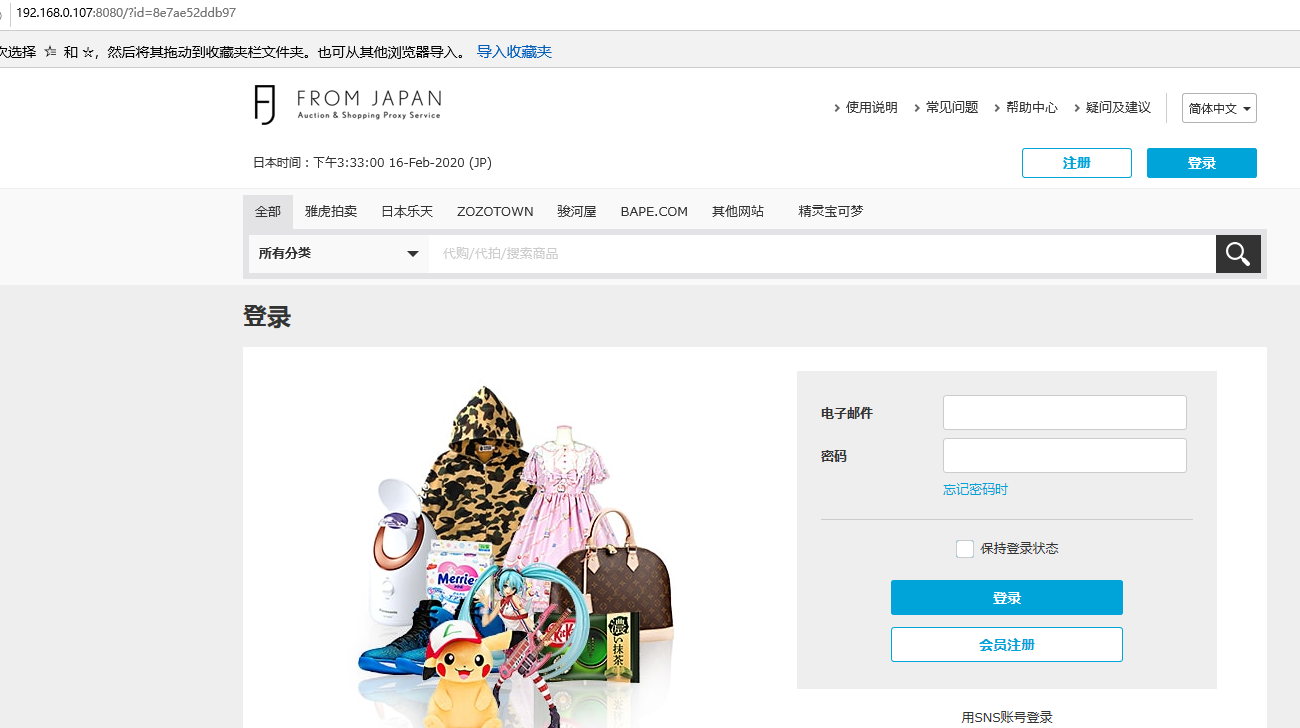 192.168.0.107:8080/?id=8e7ae52ddb97
次选择 ☆ 和 ☆, 然后将其拖动到收藏夹栏文件夹。也可从其他浏览器导入。 导入收藏夹
FJ FROM JAPAN
Auction & Shopping Proxy Service
使用说明 常见问题 帮助中心 疑问及建议 简体中文
日本时间 : 下午3:33:00 16-Feb-2020 (JP)
注册 登录
全部 雅虎拍卖 日本乐天 ZOZOTOWN 骏河屋 BAPE.COM 其他网站 精灵宝可梦
所有分类 代购/代拍/搜索商品
登录
电子邮件
密码
忘记密码时
保持登录状态
登录
会员注册
用SNS账号登录
Merries
KitKat
濃い抹茶